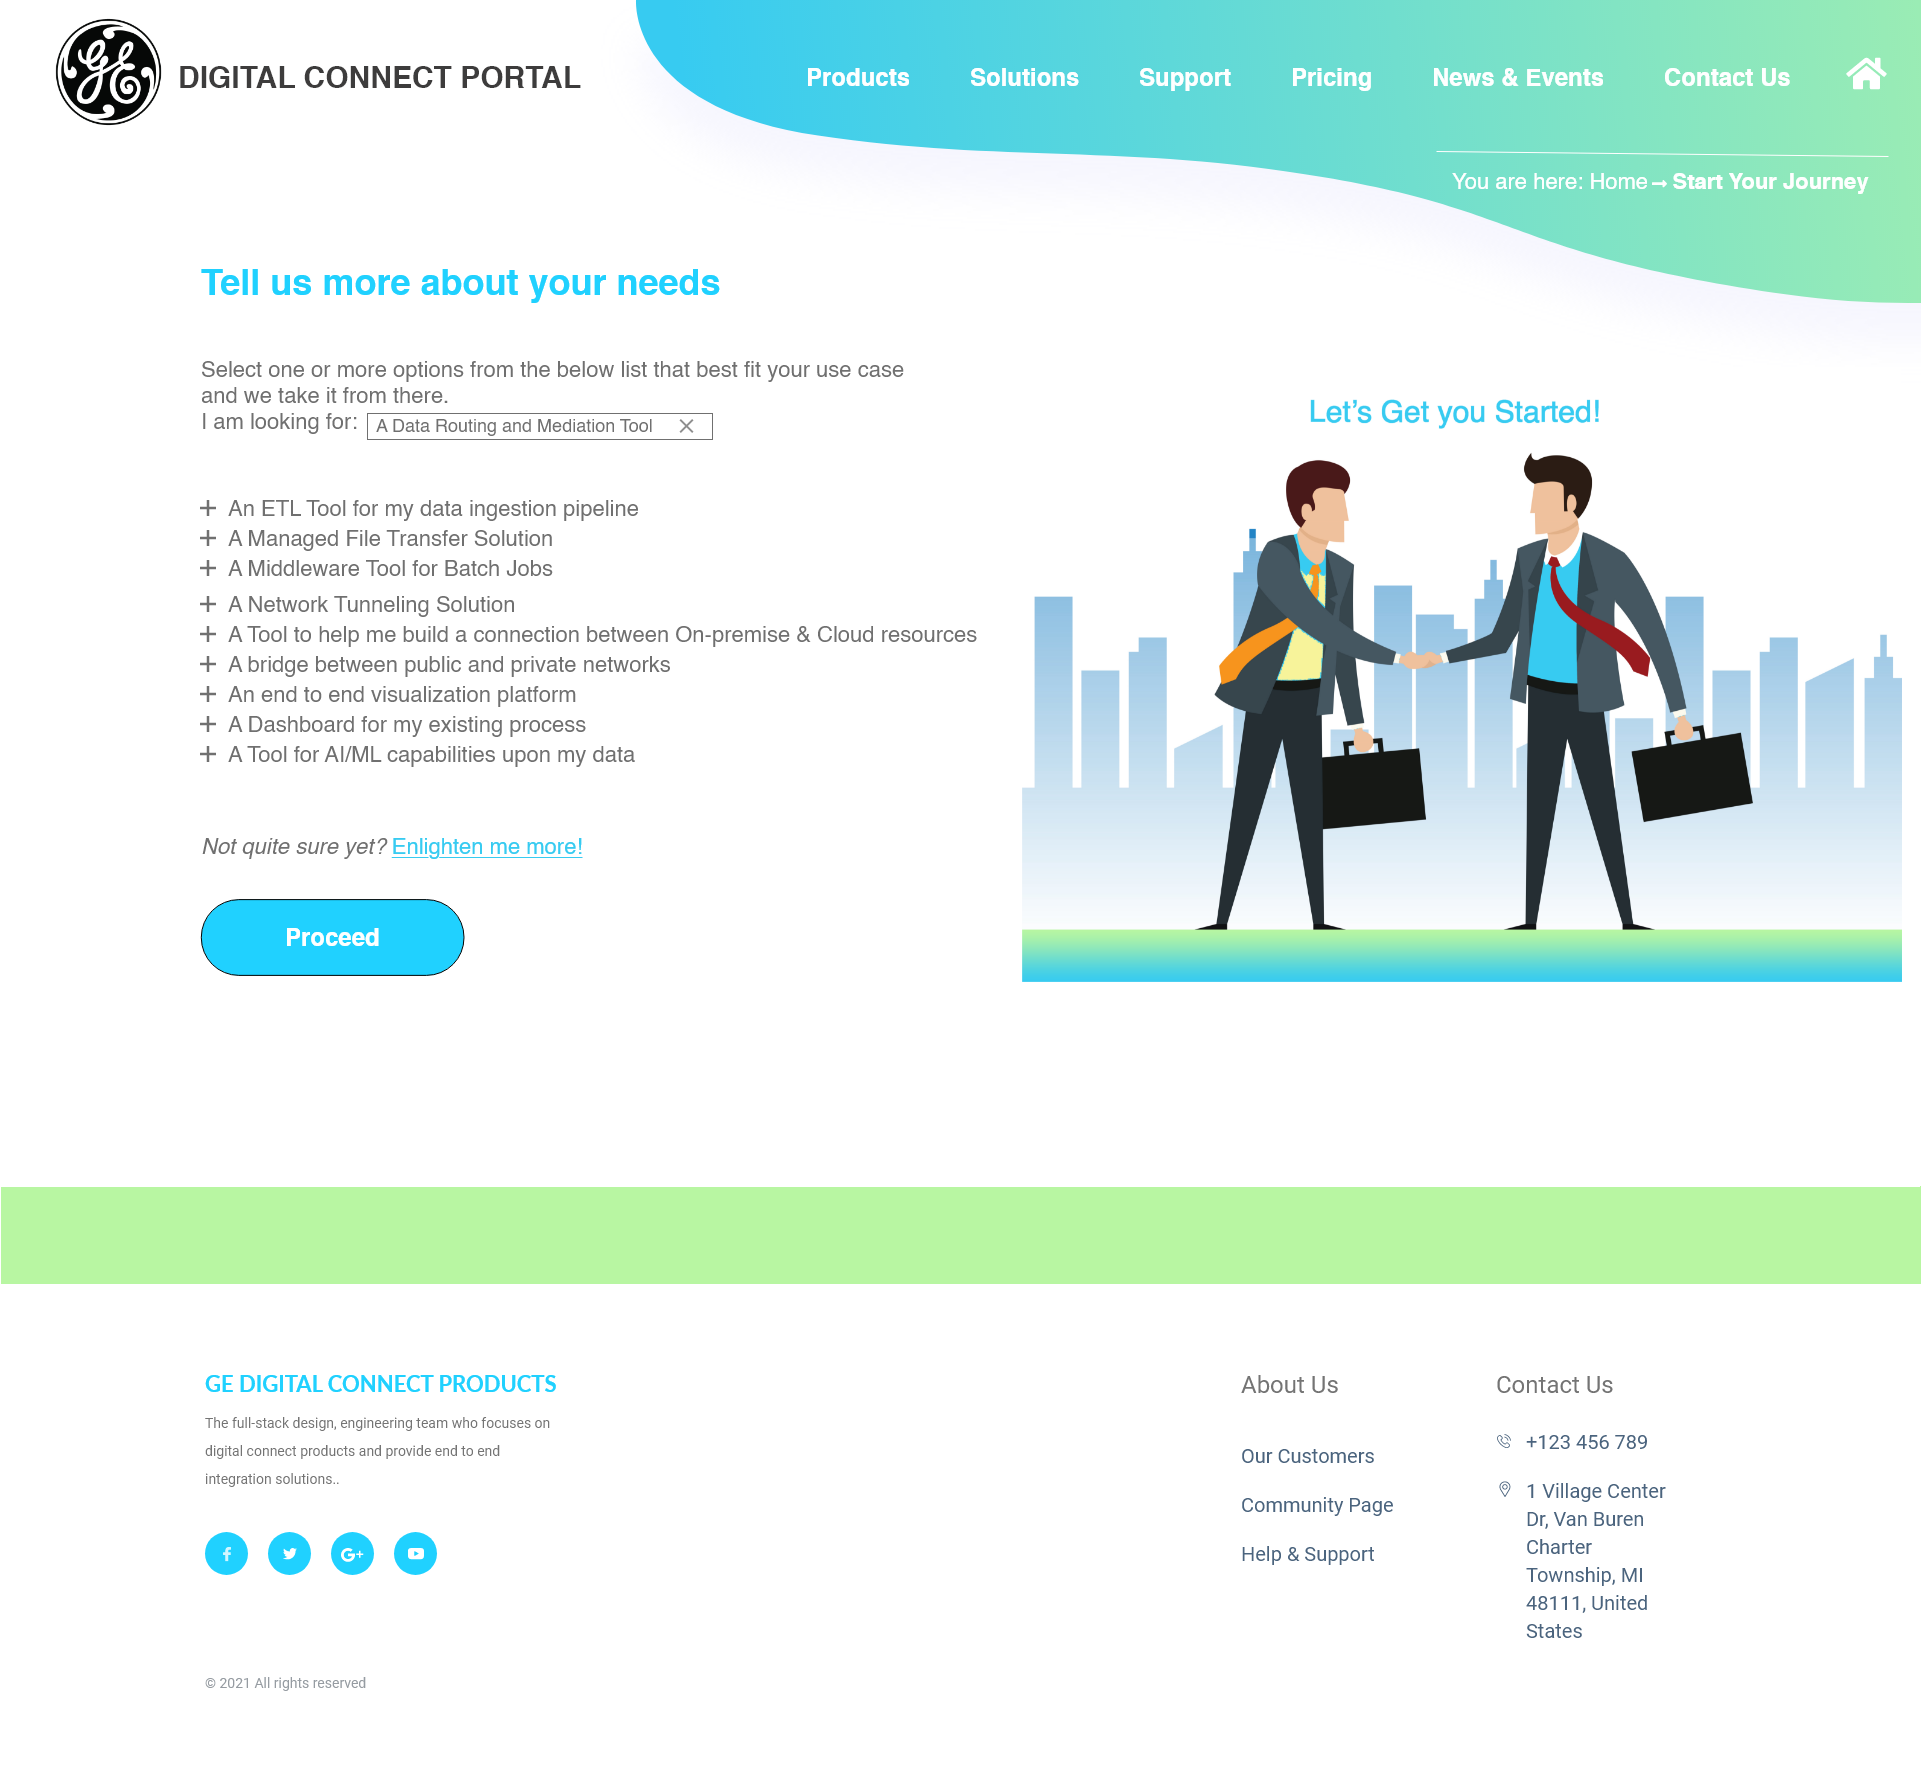 GE DIGITAL CONNECT PORTAL
Products Solutions Support Pricing News & Events Contact Us
You are here: Home → Start Your Journey
Tell us more about your needs
Select one or more options from the below list that best fit your use case
and we take it from there.
I am looking for: A Data Routing and Mediation Tool
An ETL Tool for my data ingestion pipeline
A Managed File Transfer Solution
A Middleware Tool for Batch Jobs
A Network Tunneling Solution
A Tool to help me build a connection between On-premise & Cloud resources
A bridge between public and private networks
An end to end visualization platform
A Dashboard for my existing process
A Tool for AI/ML capabilities upon my data
Not quite sure yet? Enlighten me more!
Proceed
Let’s Get you Started!
GE DIGITAL CONNECT PRODUCTS
The full-stack design, engineering team who focuses on
digital connect products and provide end to end
integration solutions..
© 2021 All rights reserved
About Us
Our Customers
Community Page
Help & Support
Contact Us
+123 456 789
1 Village Center
Dr, Van Buren
Charter
Township, MI
48111, United
States